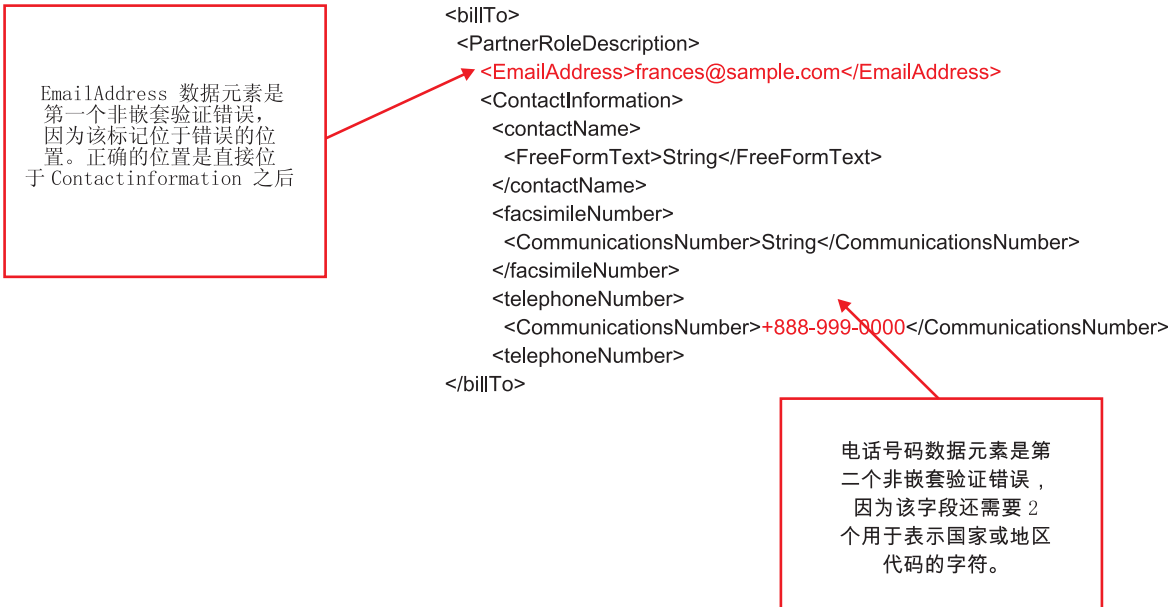 EmailAddress 数据元素是
第一个非嵌套验证错误，
因为该标记位于错误的位
置。正确的位置是直接位
于 Contactinformation 之后
<billTo>
<PartnerRoleDescription>
<EmailAddress>frances@sample.com</EmailAddress>
<ContactInformation>
<contactName>
<FreeFormText>String</FreeFormText>
</contactName>
<facsimileNumber>
<CommunicationsNumber>String</CommunicationsNumber>
</facsimileNumber>
<telephoneNumber>
<CommunicationsNumber>+888-999-0000</CommunicationsNumber>
<telephoneNumber>
</billTo>
电话号码数据元素是第
二个非嵌套验证错误，
因为该字段还需要 2
个用于表示国家或地区
代码的字符。